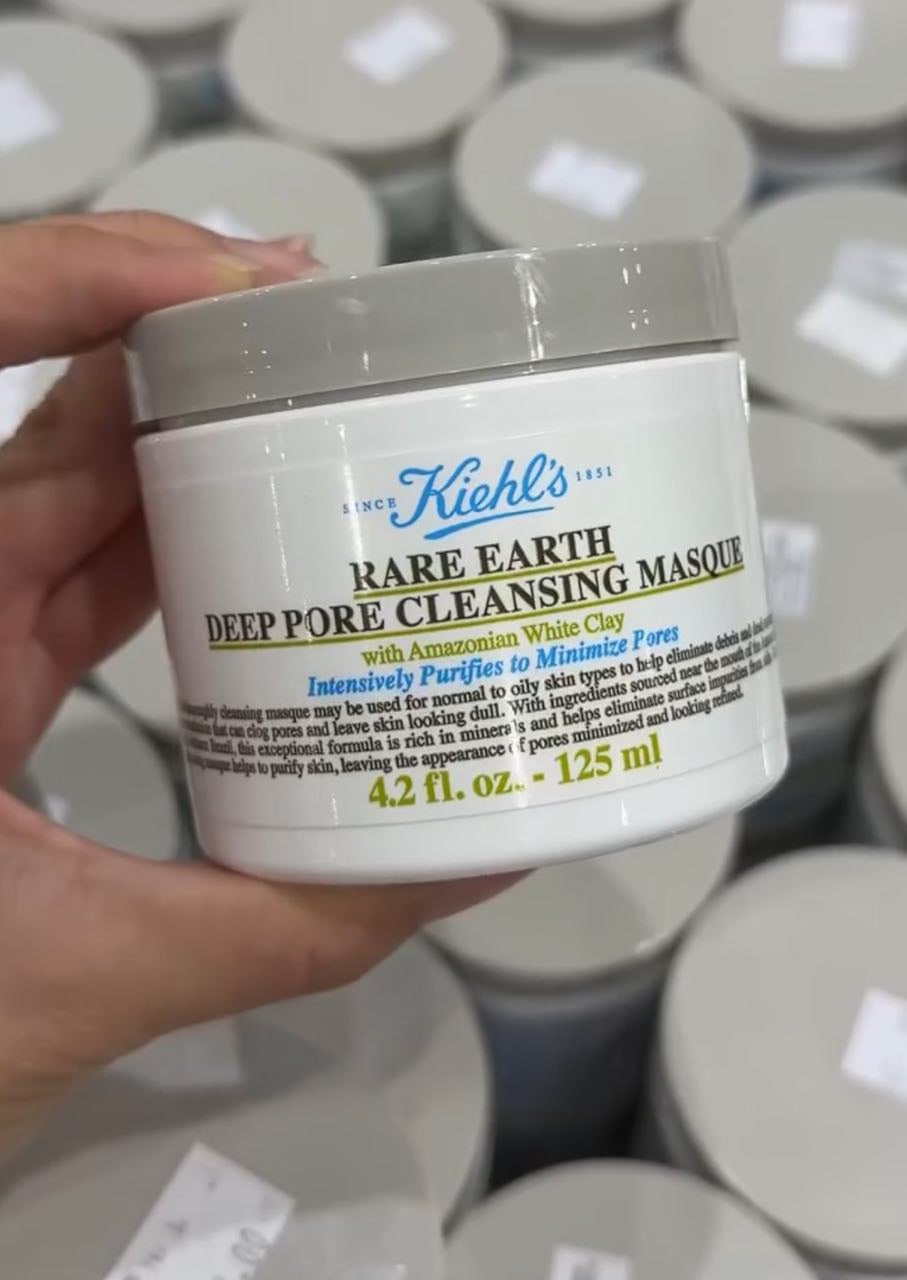 SINCE Kiehl's 1851
RARE EARTH
DEEP PORE CLEANSING MASQUE
with Amazonian White Clay
Intensively Purifies to Minimize Pores
cleansing masque may be used for normal to oily skin types to help eliminate debris and
that can clog pores and leave skin looking dull. With ingredients sourced near the mouth of the
Brazil, this exceptional formula is rich in minerals and helps eliminate surface impurities
helps to purify skin, leaving the appearance of pores minimized and looking refined.
4.2 fl. oz. - 125 ml